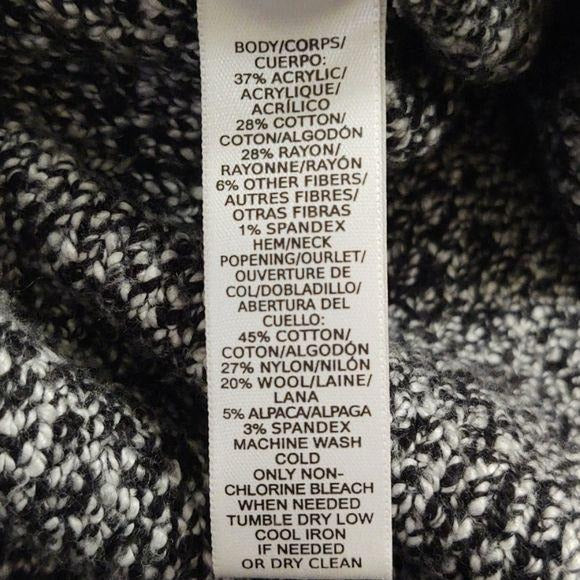 BODY/CORPS/
CUERPO:
37% ACRYLIC/
ACRYLIQUE/
ACRÍLICO
28% COTTON/
COTON/ALGODÓN
28% RAYON/
RAYONNE/RAYÓN
6% OTHER FIBERS/
AUTRES FIBRES/
OTRAS FIBRAS
1% SPANDEX
HEM/NECK
POPENING/OURLET/
OUVERTURE DE
COL/DOBLADILLO/
ABERTURA DEL
CUELLO:
45% COTTON/
COTON/ALGODÓN
27% NYLON/NILÓN
20% WOOL/LAINE/
LANA
5% ALPACA/ALPAGA
3% SPANDEX
MACHINE WASH
COLD
ONLY NON-
CHLORINE BLEACH
WHEN NEEDED
TUMBLE DRY LOW
COOL IRON
IF NEEDED
OR DRY CLEAN